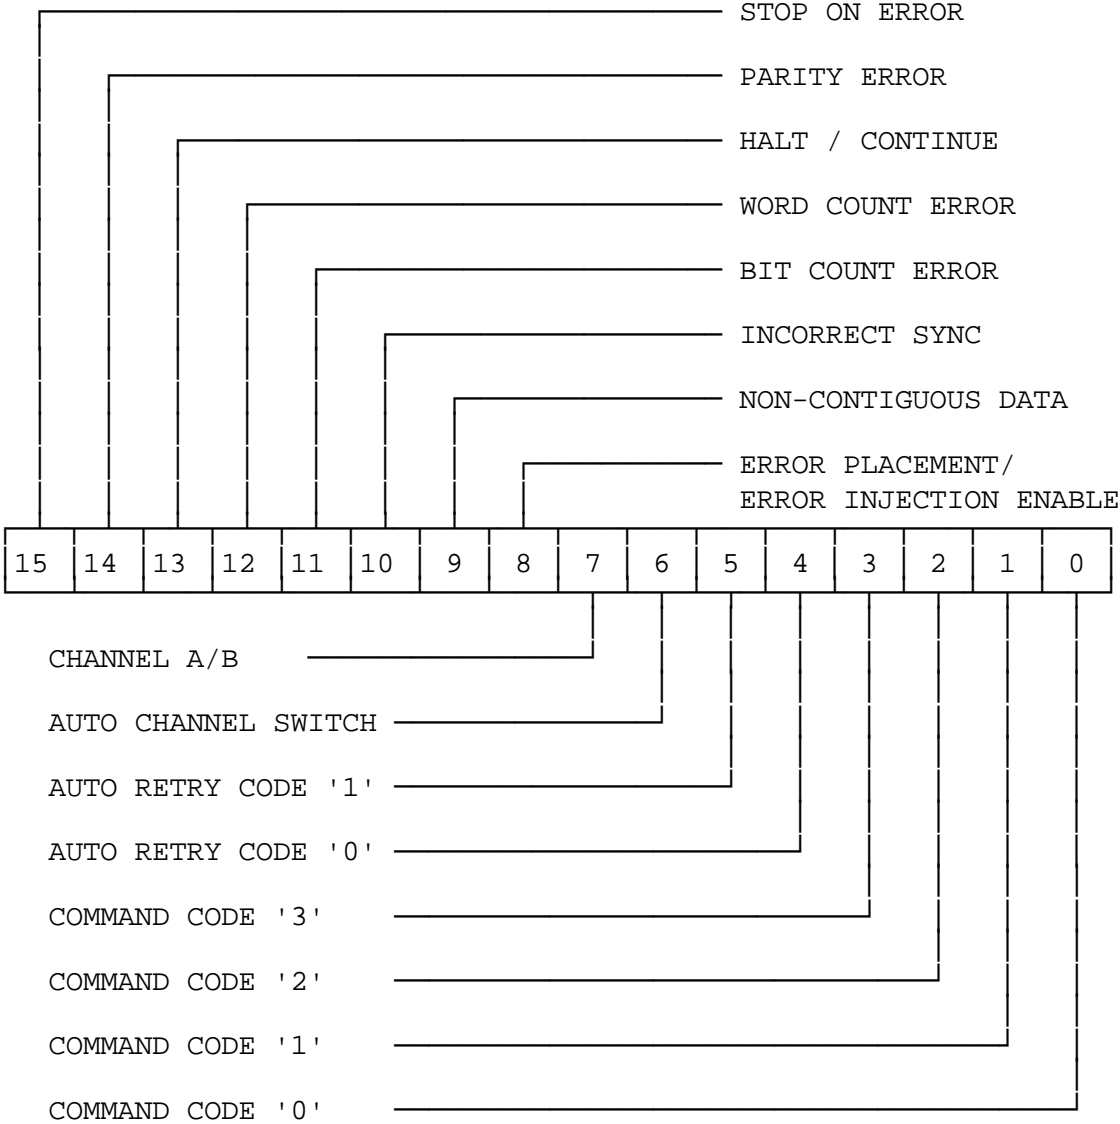 STOP ON ERROR
PARITY ERROR
HALT / CONTINUE
WORD COUNT ERROR
BIT COUNT ERROR
INCORRECT SYNC
NON-CONTIGUOUS DATA
ERROR PLACEMENT/
ERROR INJECTION ENABLE
15 14 13 12 11 10 9 8 7 6 5 4 3 2 1 0
CHANNEL A/B
AUTO CHANNEL SWITCH
AUTO RETRY CODE '1'
AUTO RETRY CODE '0'
COMMAND CODE '3'
COMMAND CODE '2'
COMMAND CODE '1'
COMMAND CODE '0'